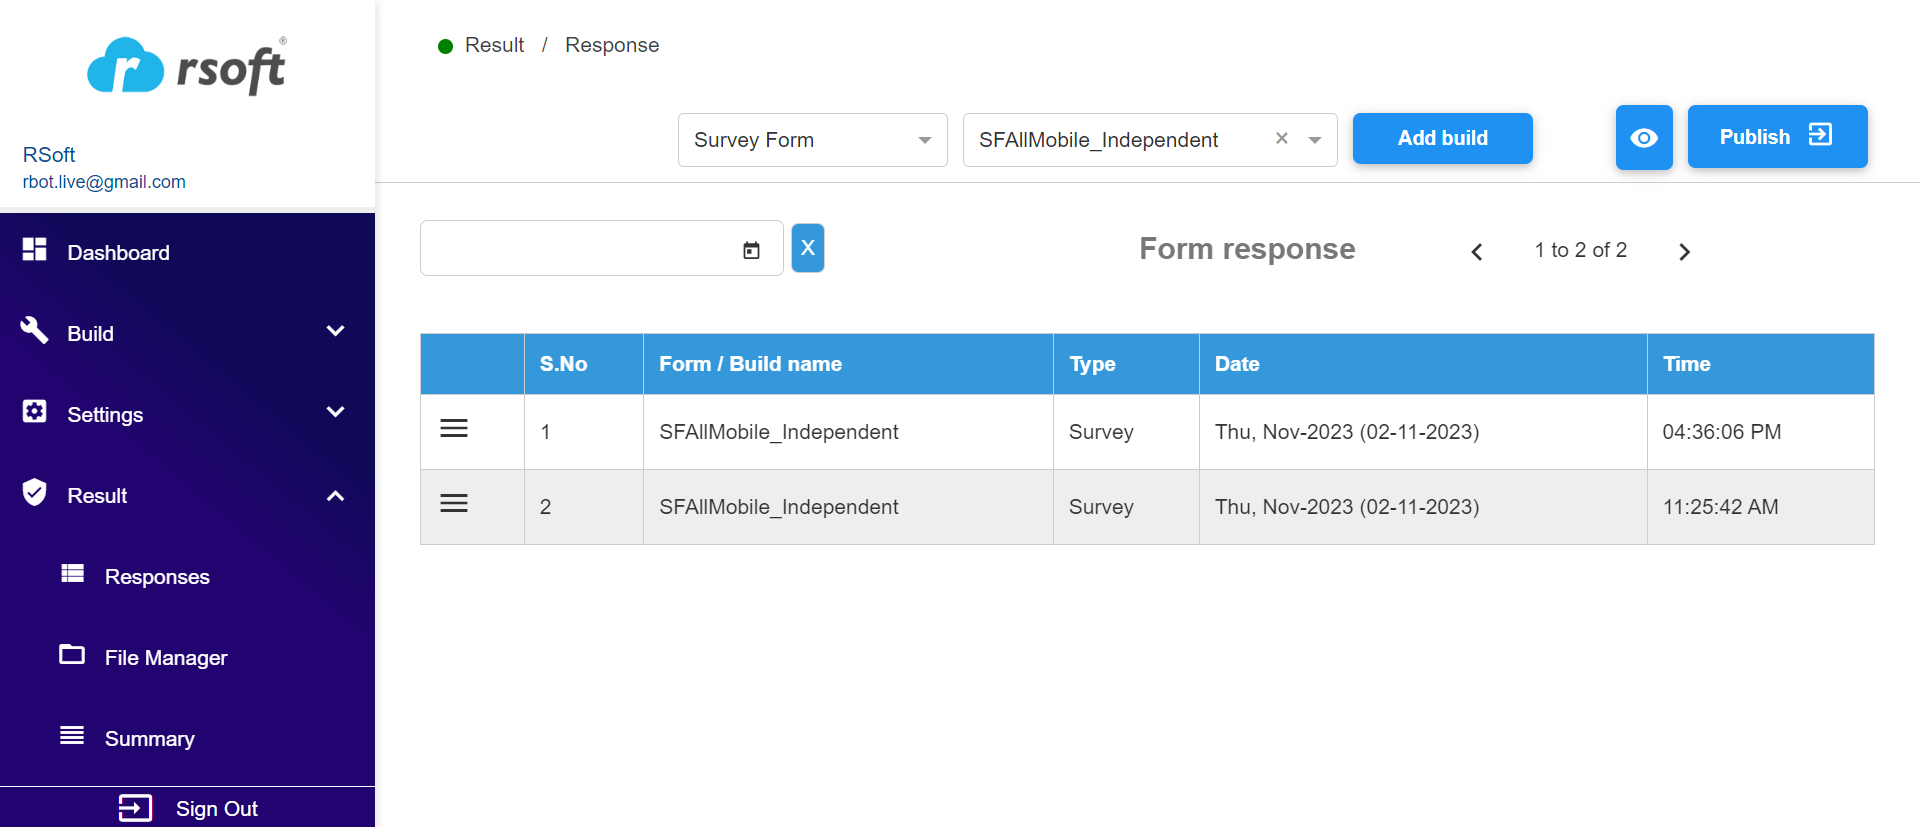 r rsoft®
RSoft
rbot.live@gmail.com
Dashboard
Build
Settings
Result
Responses
File Manager
Summary
Sign Out
Result / Response
Survey Form
SFAllMobile_Independent ×
Add build
Publish
X
Form response
1 to 2 of 2
S.No Form / Build name Type Date Time
1 SFAllMobile_Independent Survey Thu, Nov-2023 (02-11-2023) 04:36:06 PM
2 SFAllMobile_Independent Survey Thu, Nov-2023 (02-11-2023) 11:25:42 AM